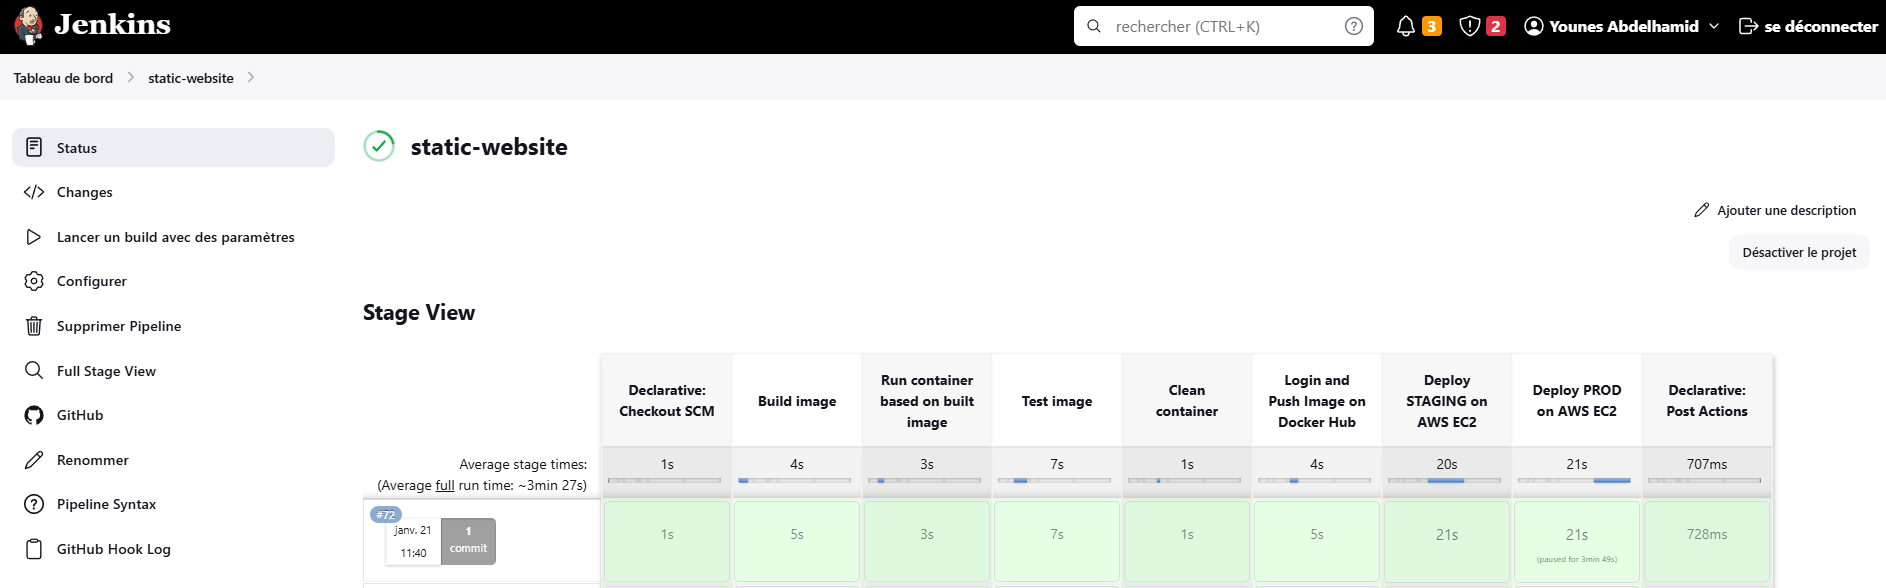 Jenkins
rechercher (CTRL+K)
3
2
Younes Abdelhamid
se déconnecter
Tableau de bord
static-website
Status
Changes
Lancer un build avec des paramètres
Configurer
Supprimer Pipeline
Full Stage View
GitHub
Renommer
Pipeline Syntax
GitHub Hook Log
static-website
Ajouter une description
Désactiver le projet
Stage View
Declarative:
Checkout SCM
Build image
Run container
based on built
image
Test image
Clean
container
Login and
Push Image on
Docker Hub
Deploy
STAGING on
AWS EC2
Deploy PROD
on AWS EC2
Declarative:
Post Actions
Average stage times:
(Average full run time: ~3min 27s)
1s
4s
3s
7s
1s
4s
20s
21s
707ms
#72
janv. 21
11:40
1
commit
1s
5s
3s
7s
1s
5s
21s
21s
(paused for 3min 49s)
728ms